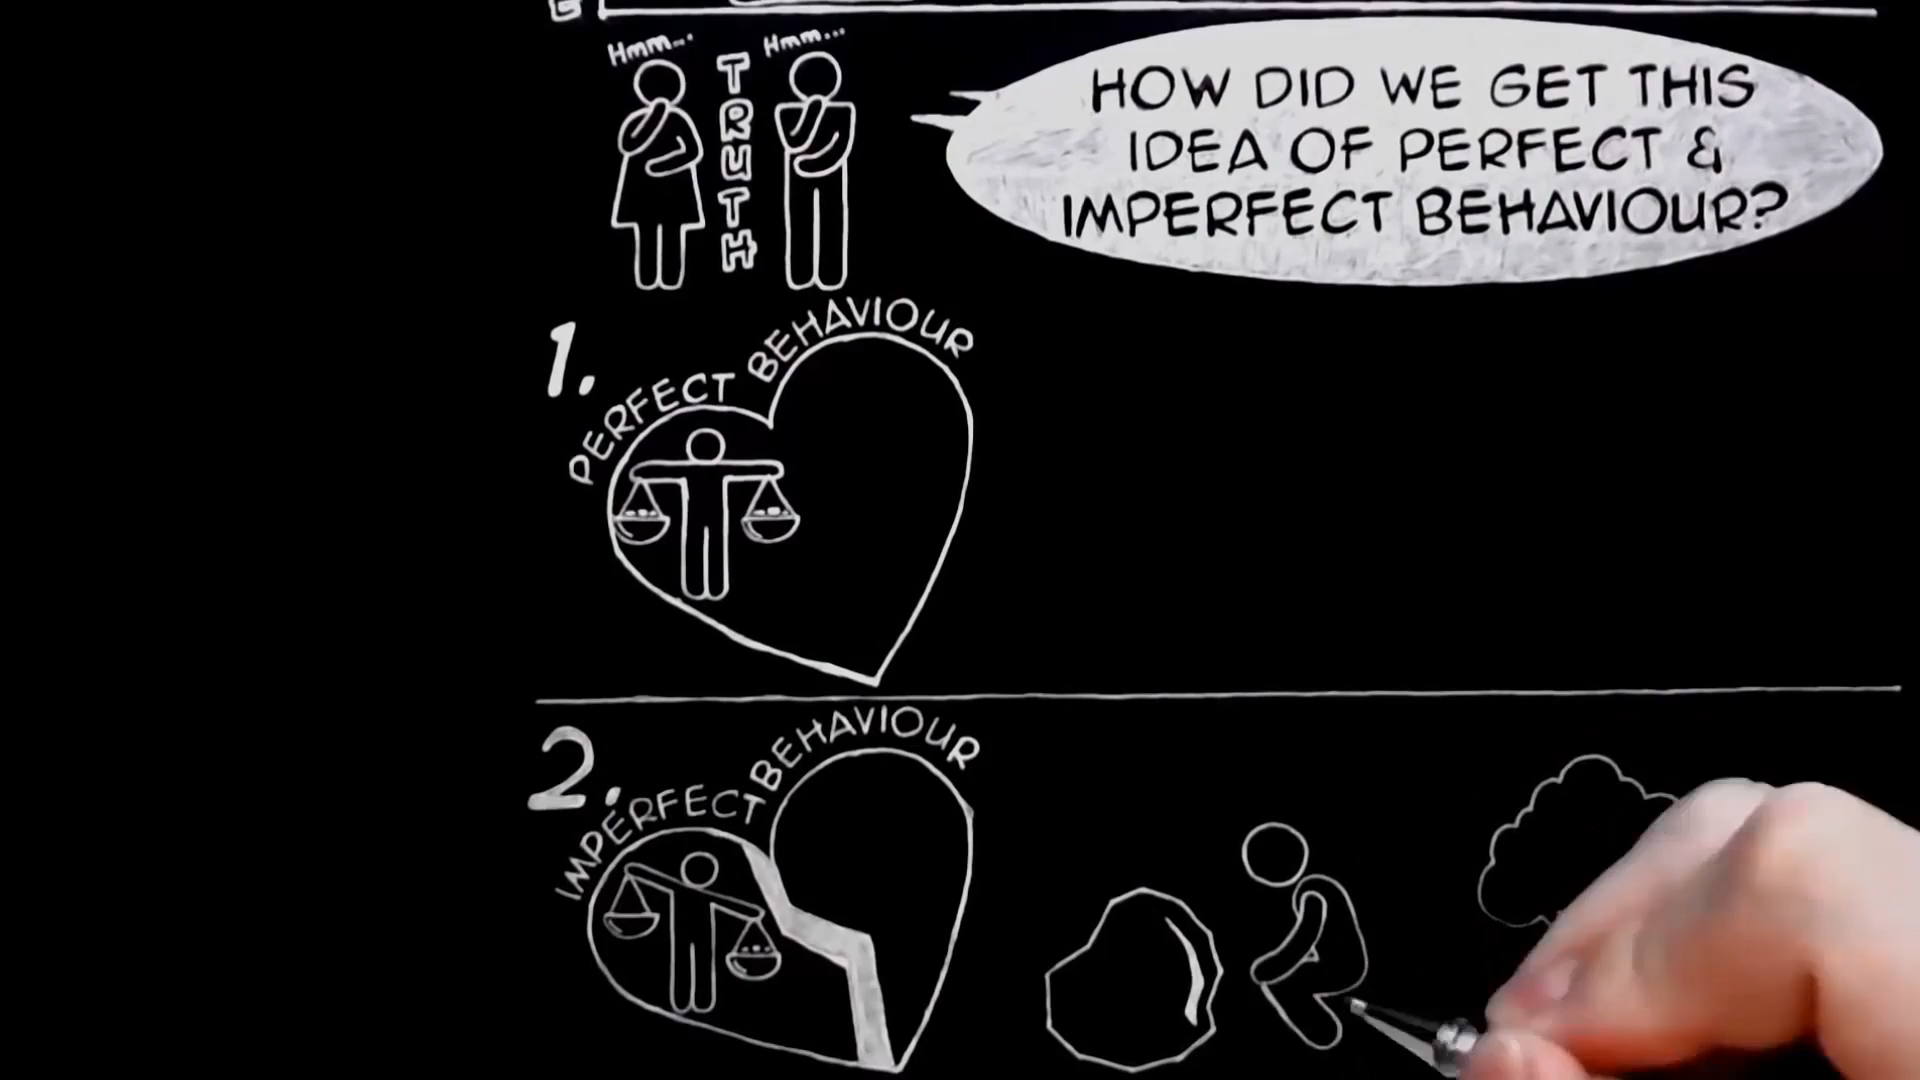 Hmm...
Hmm...
TRUTH
HOW DID WE GET THIS
IDEA OF PERFECT &
IMPERFECT BEHAVIOUR?
1.
PERFECT BEHAVIOUR
2.
IMPERFECT BEHAVIOUR